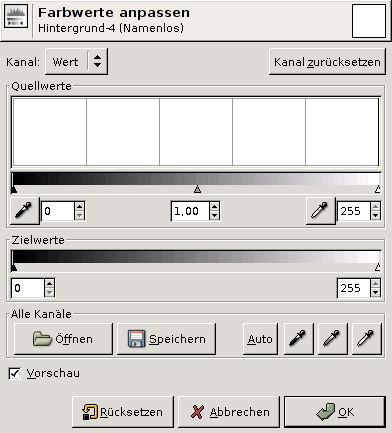 Farbwerte anpassen
Hintergrund-4 (Namenlos)
Kanal: Wert Kanal zurücksetzen
Quellwerte
0 1,00 255
Zielwerte
0 255
Alle Kanäle
Öffnen Speichern Auto
Vorschau
Rücksetzen Abbrechen OK